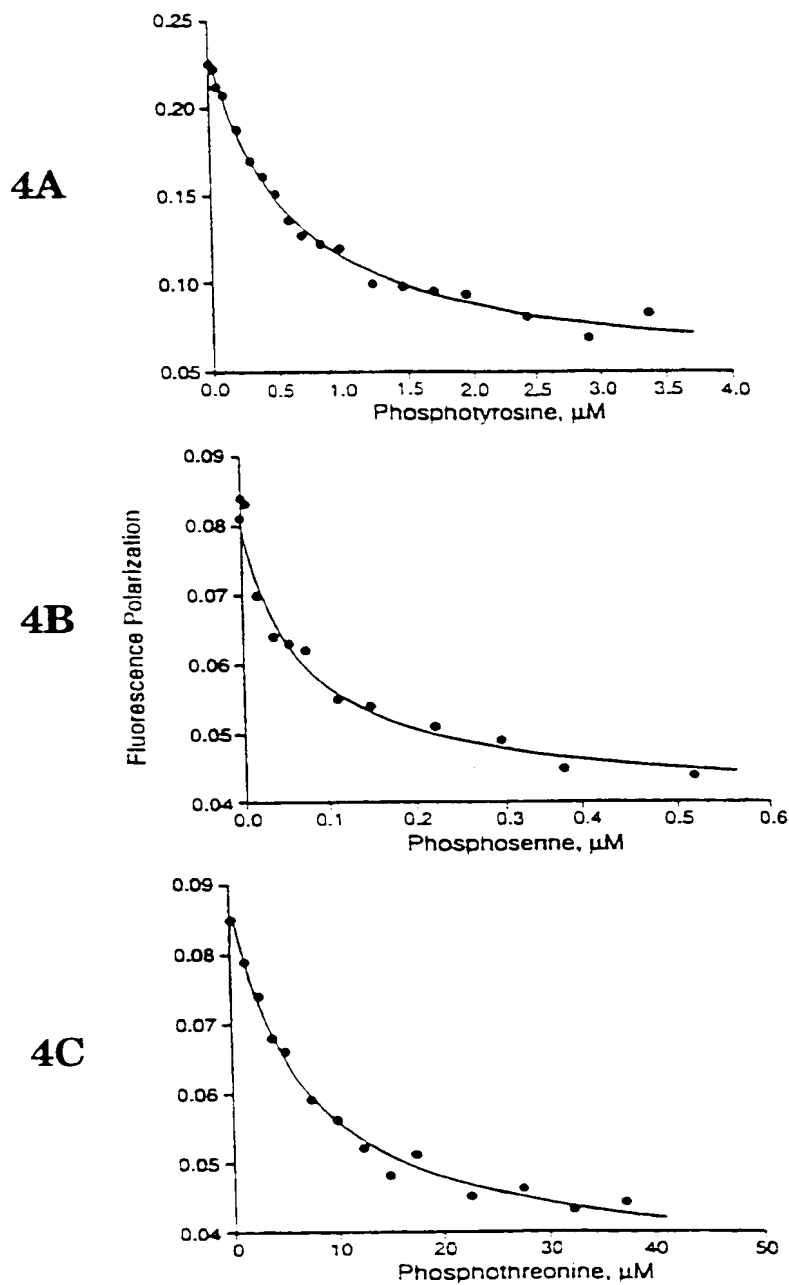 4A
0.25
0.20
0.15
0.10
0.05
0.0 0.5 1.0 1.5 2.0 2.5 3.0 3.5 4.0
Phosphotyrosine, μM
4B
Fluorescence Polarization
0.09
0.08
0.07
0.06
0.05
0.04
0.0 0.1 0.2 0.3 0.4 0.5 0.6
Phosphoserine, μM
4C
0.09
0.08
0.07
0.06
0.05
0.04
0 10 20 30 40 50
Phosphothreonine, μM